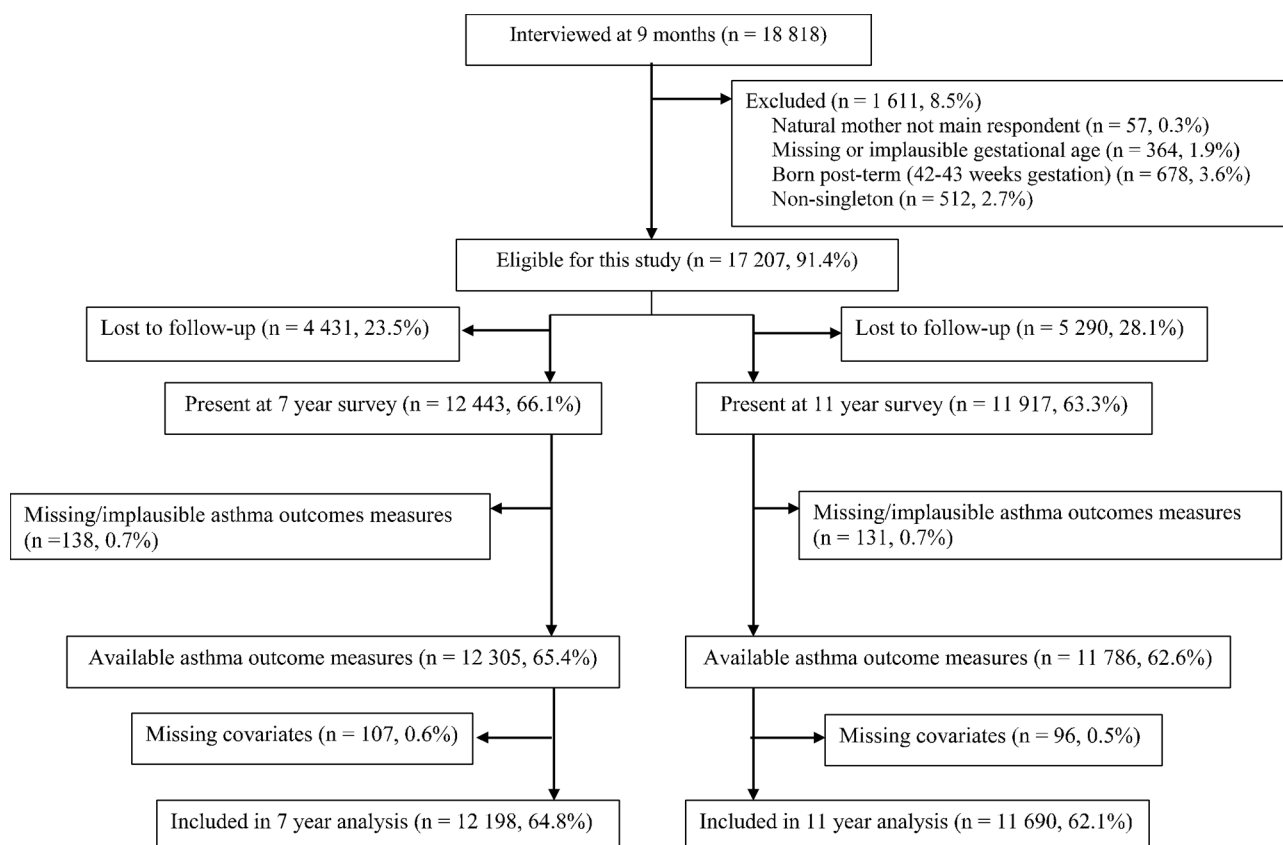 Interviewed at 9 months (n = 18 818)
Excluded (n = 1 611, 8.5%)
Natural mother not main respondent (n = 57, 0.3%)
Missing or implausible gestational age (n = 364, 1.9%)
Born post-term (42-43 weeks gestation) (n = 678, 3.6%)
Non-singleton (n = 512, 2.7%)
Eligible for this study (n = 17 207, 91.4%)
Lost to follow-up (n = 4 431, 23.5%)
Lost to follow-up (n = 5 290, 28.1%)
Present at 7 year survey (n = 12 443, 66.1%)
Present at 11 year survey (n = 11 917, 63.3%)
Missing/implausible asthma outcomes measures
(n =138, 0.7%)
Missing/implausible asthma outcomes measures
(n = 131, 0.7%)
Available asthma outcome measures (n = 12 305, 65.4%)
Available asthma outcome measures (n = 11 786, 62.6%)
Missing covariates (n = 107, 0.6%)
Missing covariates (n = 96, 0.5%)
Included in 7 year analysis (n = 12 198, 64.8%)
Included in 11 year analysis (n = 11 690, 62.1%)